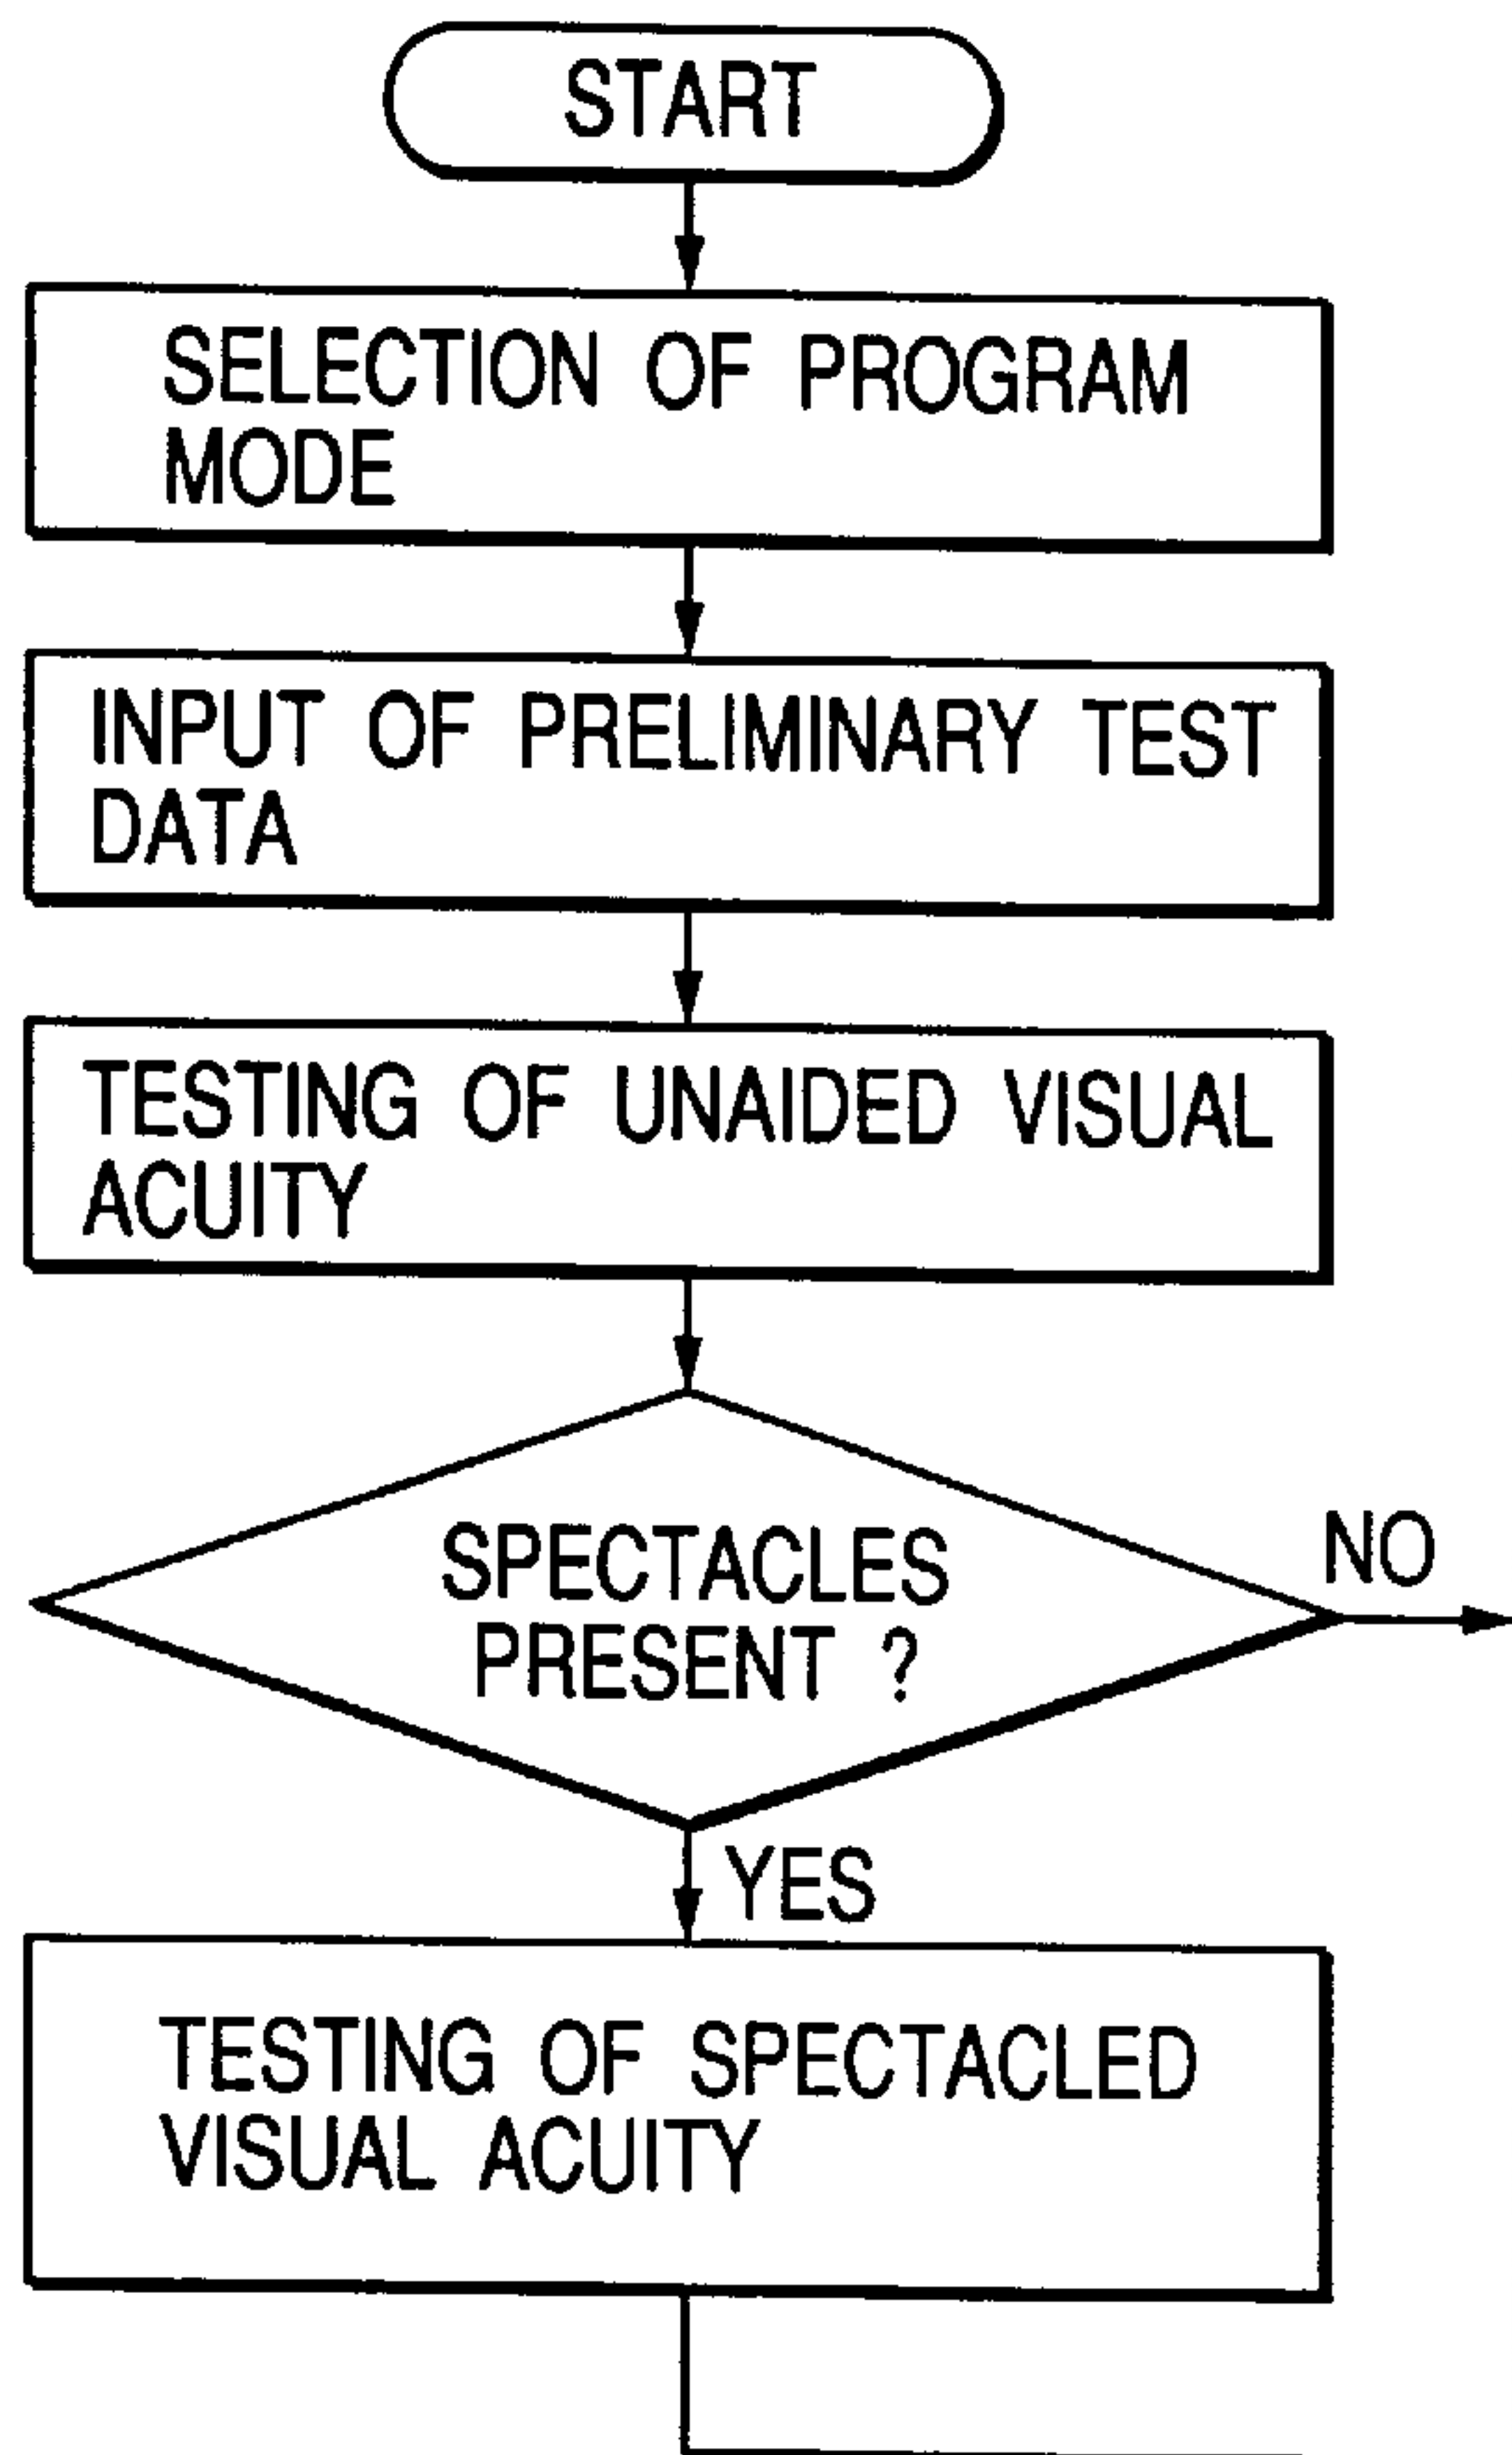 START
SELECTION OF PROGRAM
MODE
INPUT OF PRELIMINARY TEST
DATA
TESTING OF UNAIDED VISUAL
ACUITY
SPECTACLES
PRESENT ?
NO
YES
TESTING OF SPECTACLED
VISUAL ACUITY